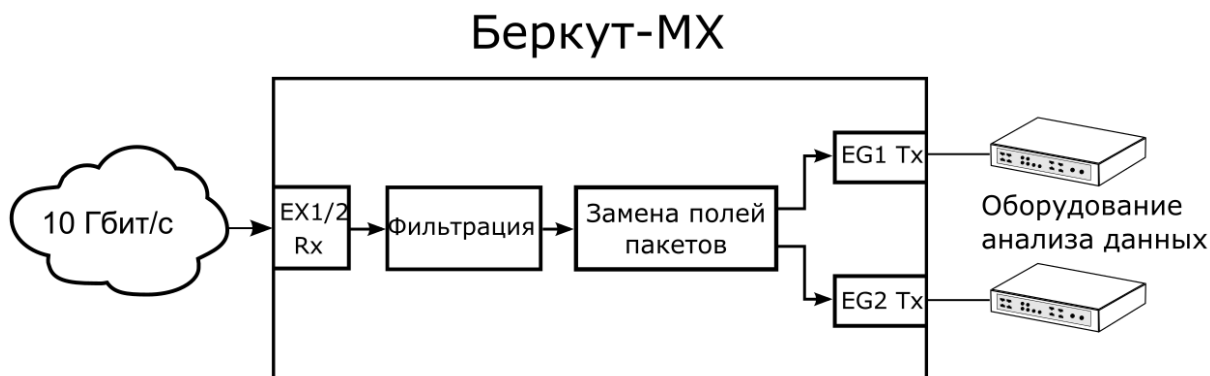 Беркут-МХ
10 Гбит/с
EX1/2
Rx
Фильтрация
Замена полей
пакетов
EG1 Tx
EG2 Tx
Оборудование
анализа данных